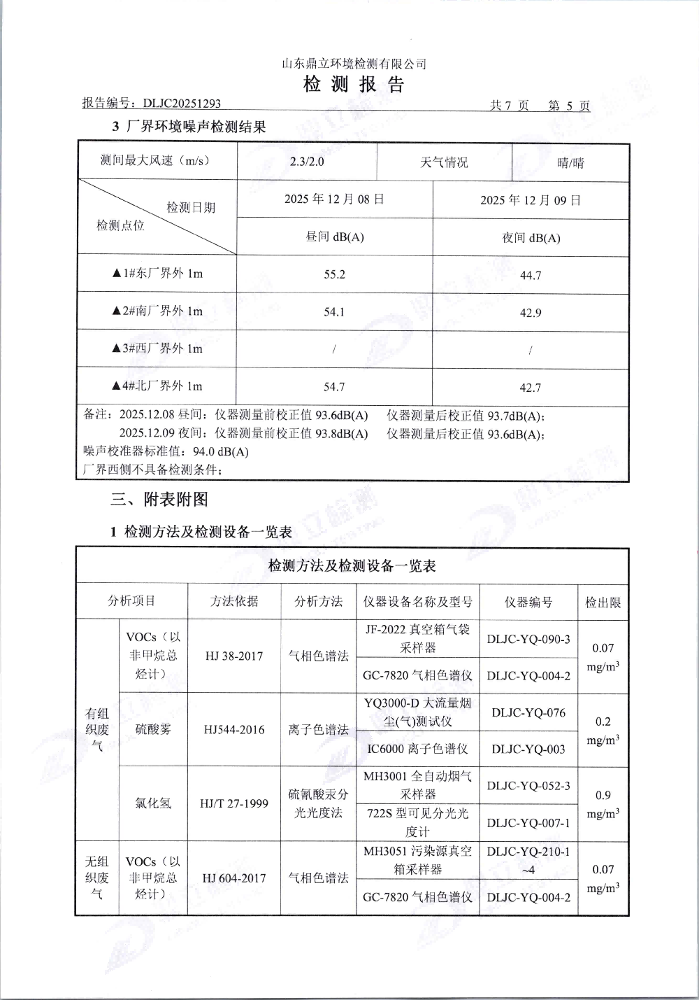 山东鼎立环境检测有限公司
检 测 报 告
报告编号：DLJC20251293 共 7 页 第 5 页
3 厂界环境噪声检测结果
测间最大风速（m/s） 2.3/2.0 天气情况 晴/晴
检测日期 2025 年 12 月 08 日 2025 年 12 月 09 日
检测点位 昼间 dB(A) 夜间 dB(A)
▲1#东厂界外 1m 55.2 44.7
▲2#南厂界外 1m 54.1 42.9
▲3#西厂界外 1m / /
▲4#北厂界外 1m 54.7 42.7
备注：2025.12.08 昼间：仪器测量前校正值 93.6dB(A) 仪器测量后校正值 93.7dB(A);
2025.12.09 夜间：仪器测量前校正值 93.8dB(A) 仪器测量后校正值 93.6dB(A);
噪声校准器标准值：94.0 dB(A)
厂界西侧不具备检测条件;
三、附表附图
1 检测方法及检测设备一览表
检测方法及检测设备一览表
分析项目 方法依据 分析方法 仪器设备名称及型号 仪器编号 检出限
有组
织废
气
VOCs（以
非甲烷总
烃计）
HJ 38-2017
气相色谱法
JF-2022 真空箱气袋
采样器
DLJC-YQ-090-3
GC-7820 气相色谱仪
DLJC-YQ-004-2
0.07
mg/m³
硫酸雾
HJ544-2016
离子色谱法
YQ3000-D 大流量烟
尘(气)测试仪
DLJC-YQ-076
IC6000 离子色谱仪
DLJC-YQ-003
0.2
mg/m³
氯化氢
HJ/T 27-1999
硫氰酸汞分
光光度法
MH3001 全自动烟气
采样器
DLJC-YQ-052-3
722S 型可见分光光
度计
DLJC-YQ-007-1
0.9
mg/m³
无组
织废
气
VOCs（以
非甲烷总
烃计）
HJ 604-2017
气相色谱法
MH3051 污染源真空
箱采样器
DLJC-YQ-210-1
~4
GC-7820 气相色谱仪
DLJC-YQ-004-2
0.07
mg/m³